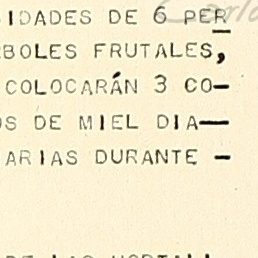 IDADES DE 6 PER
BOLES FRUTALES,
COLOCARÁN 3 CO-
OS DE MIEL DIA-
ARIAS DURANTE -